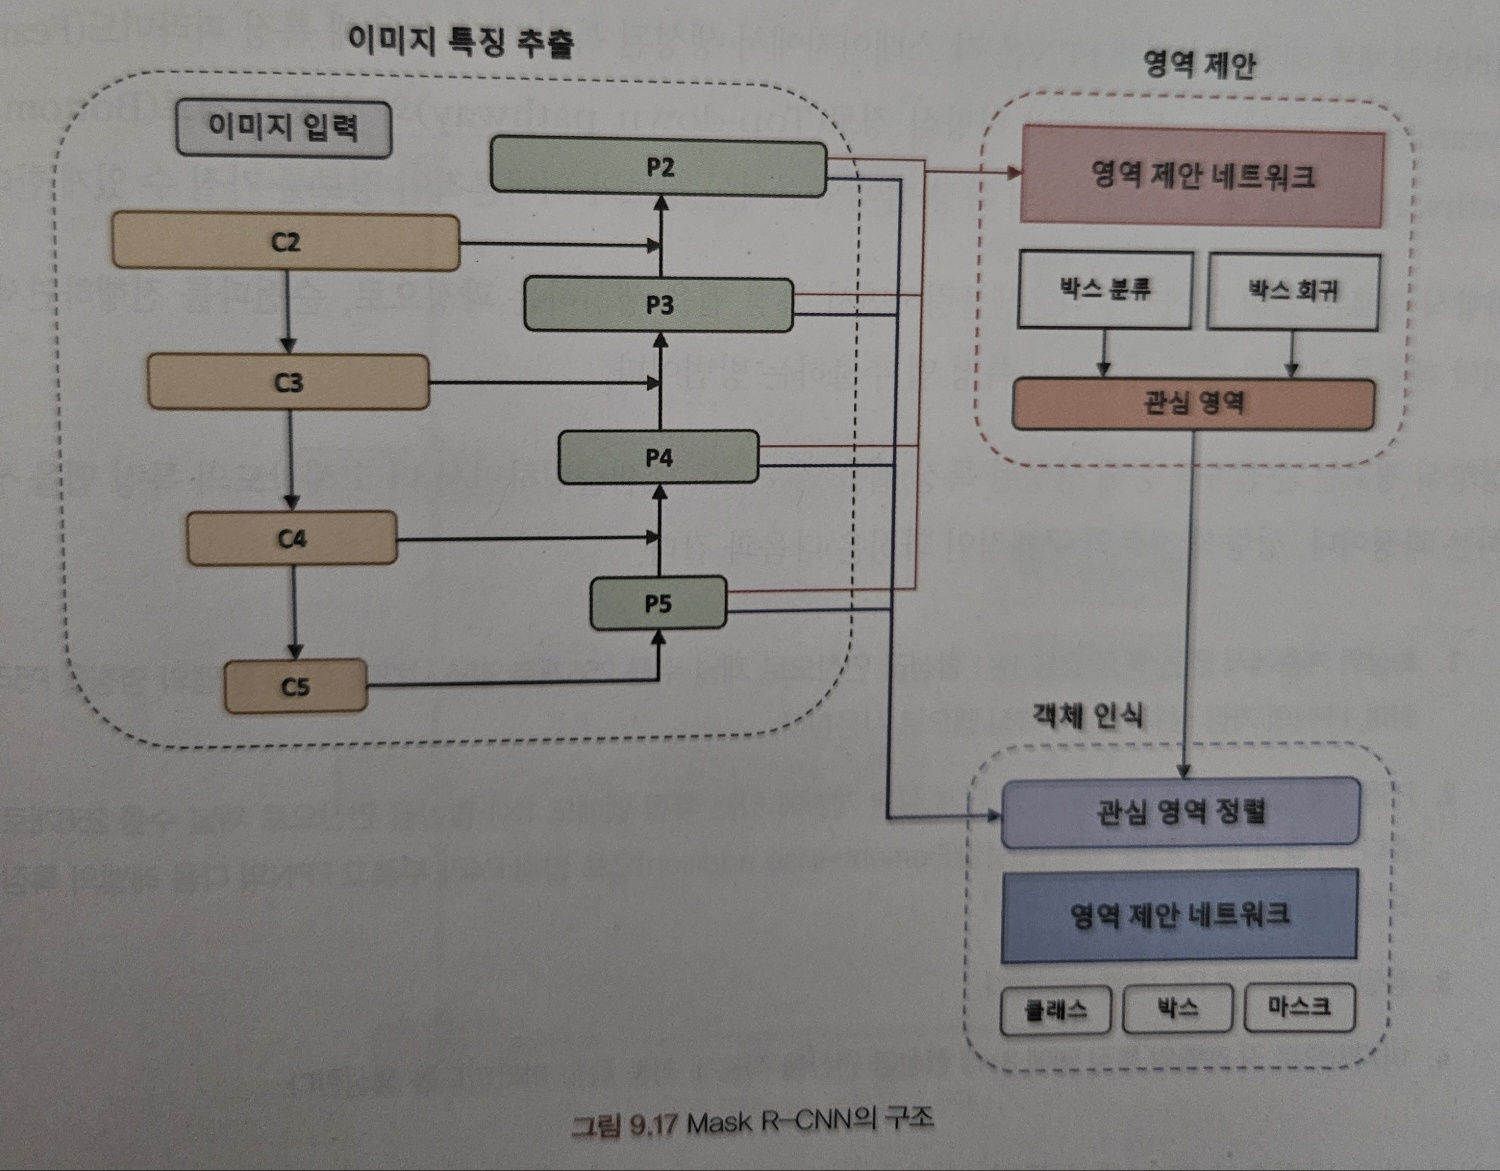 이미지 특징 추출
이미지 입력
C2
C3
C4
C5
P2
P3
P4
P5
영역 제안
영역 제안 네트워크
박스 분류
박스 회귀
관심 영역
객체 인식
관심 영역 정렬
영역 제안 네트워크
클래스
박스
마스크
그림 9.17 Mask R-CNN의 구조